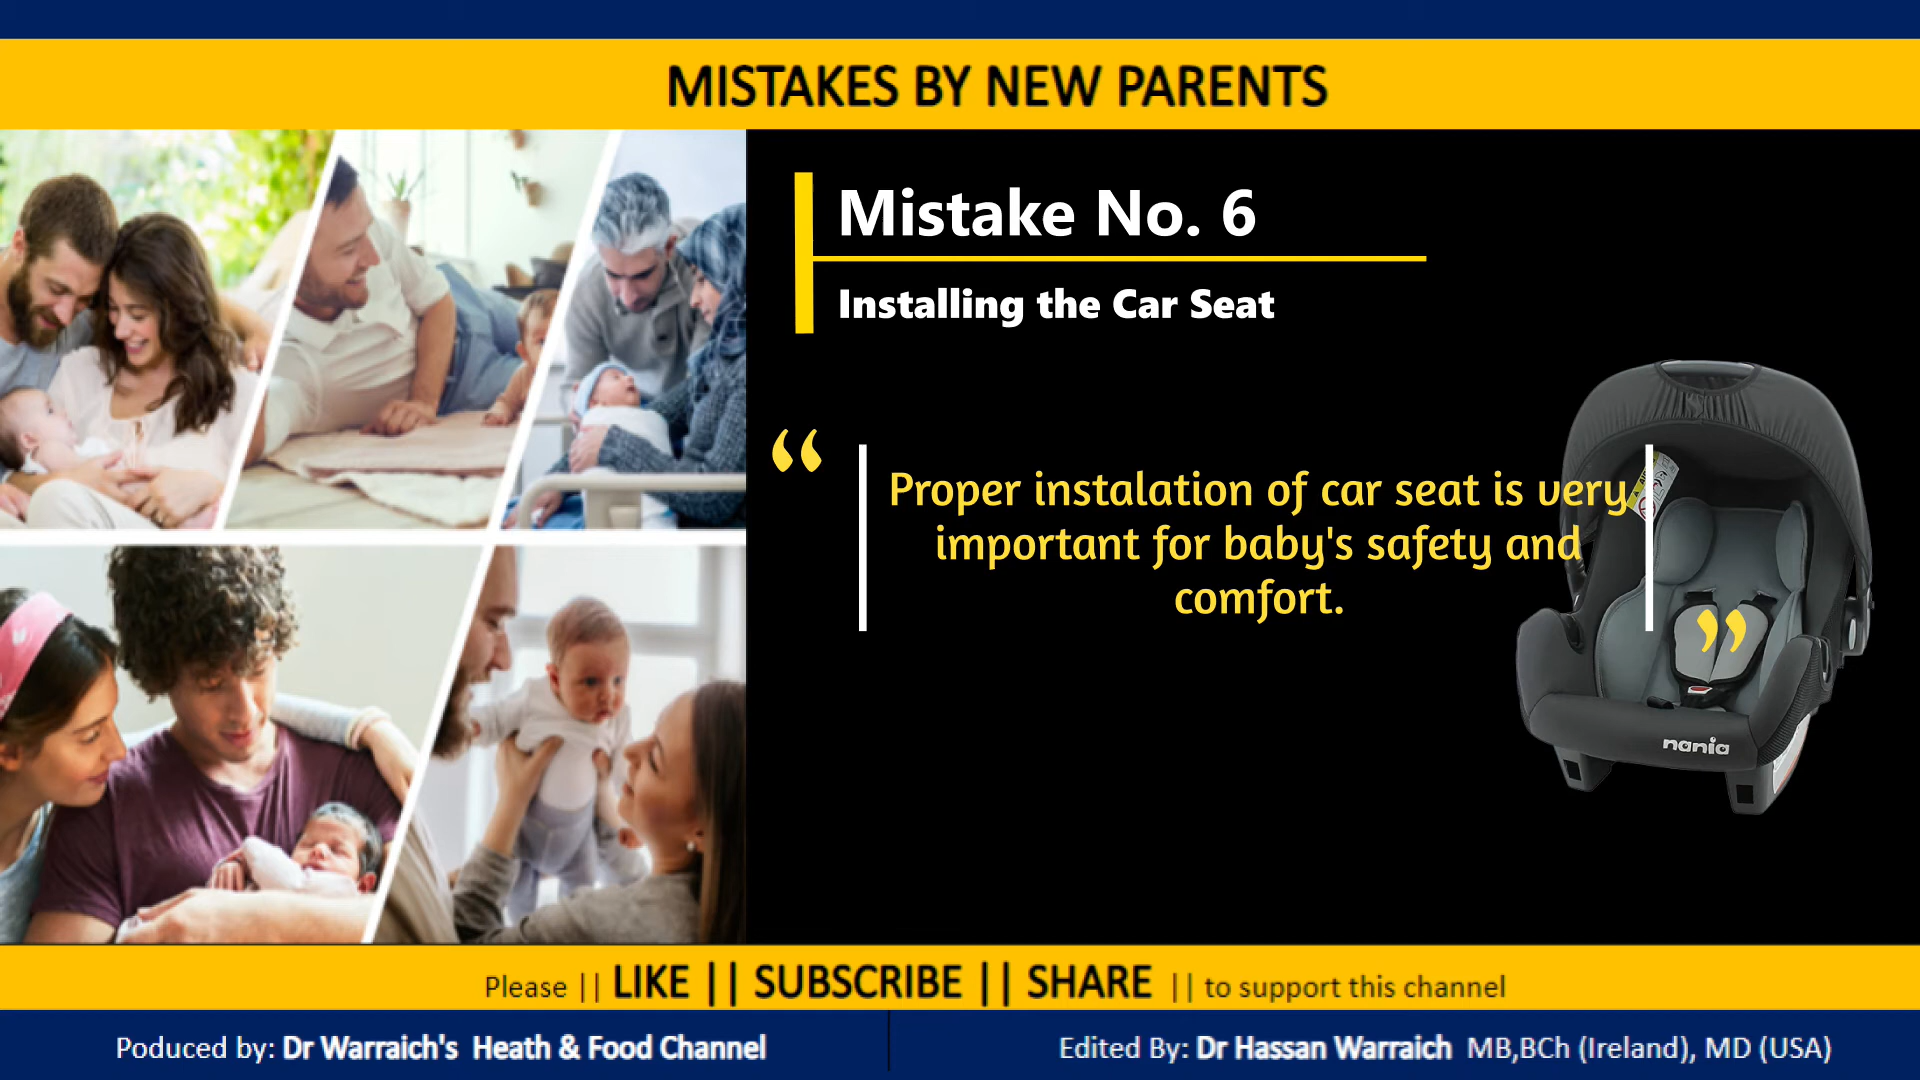 MISTAKES BY NEW PARENTS
Mistake No. 6
Installing the Car Seat
“
Proper instalation of car seat is very
important for baby's safety and
comfort.
”
nania
Please || LIKE || SUBSCRIBE || SHARE || to support this channel
Poduced by: Dr Warraich's Heath & Food Channel
Edited By: Dr Hassan Warraich MB,BCh (Ireland), MD (USA)